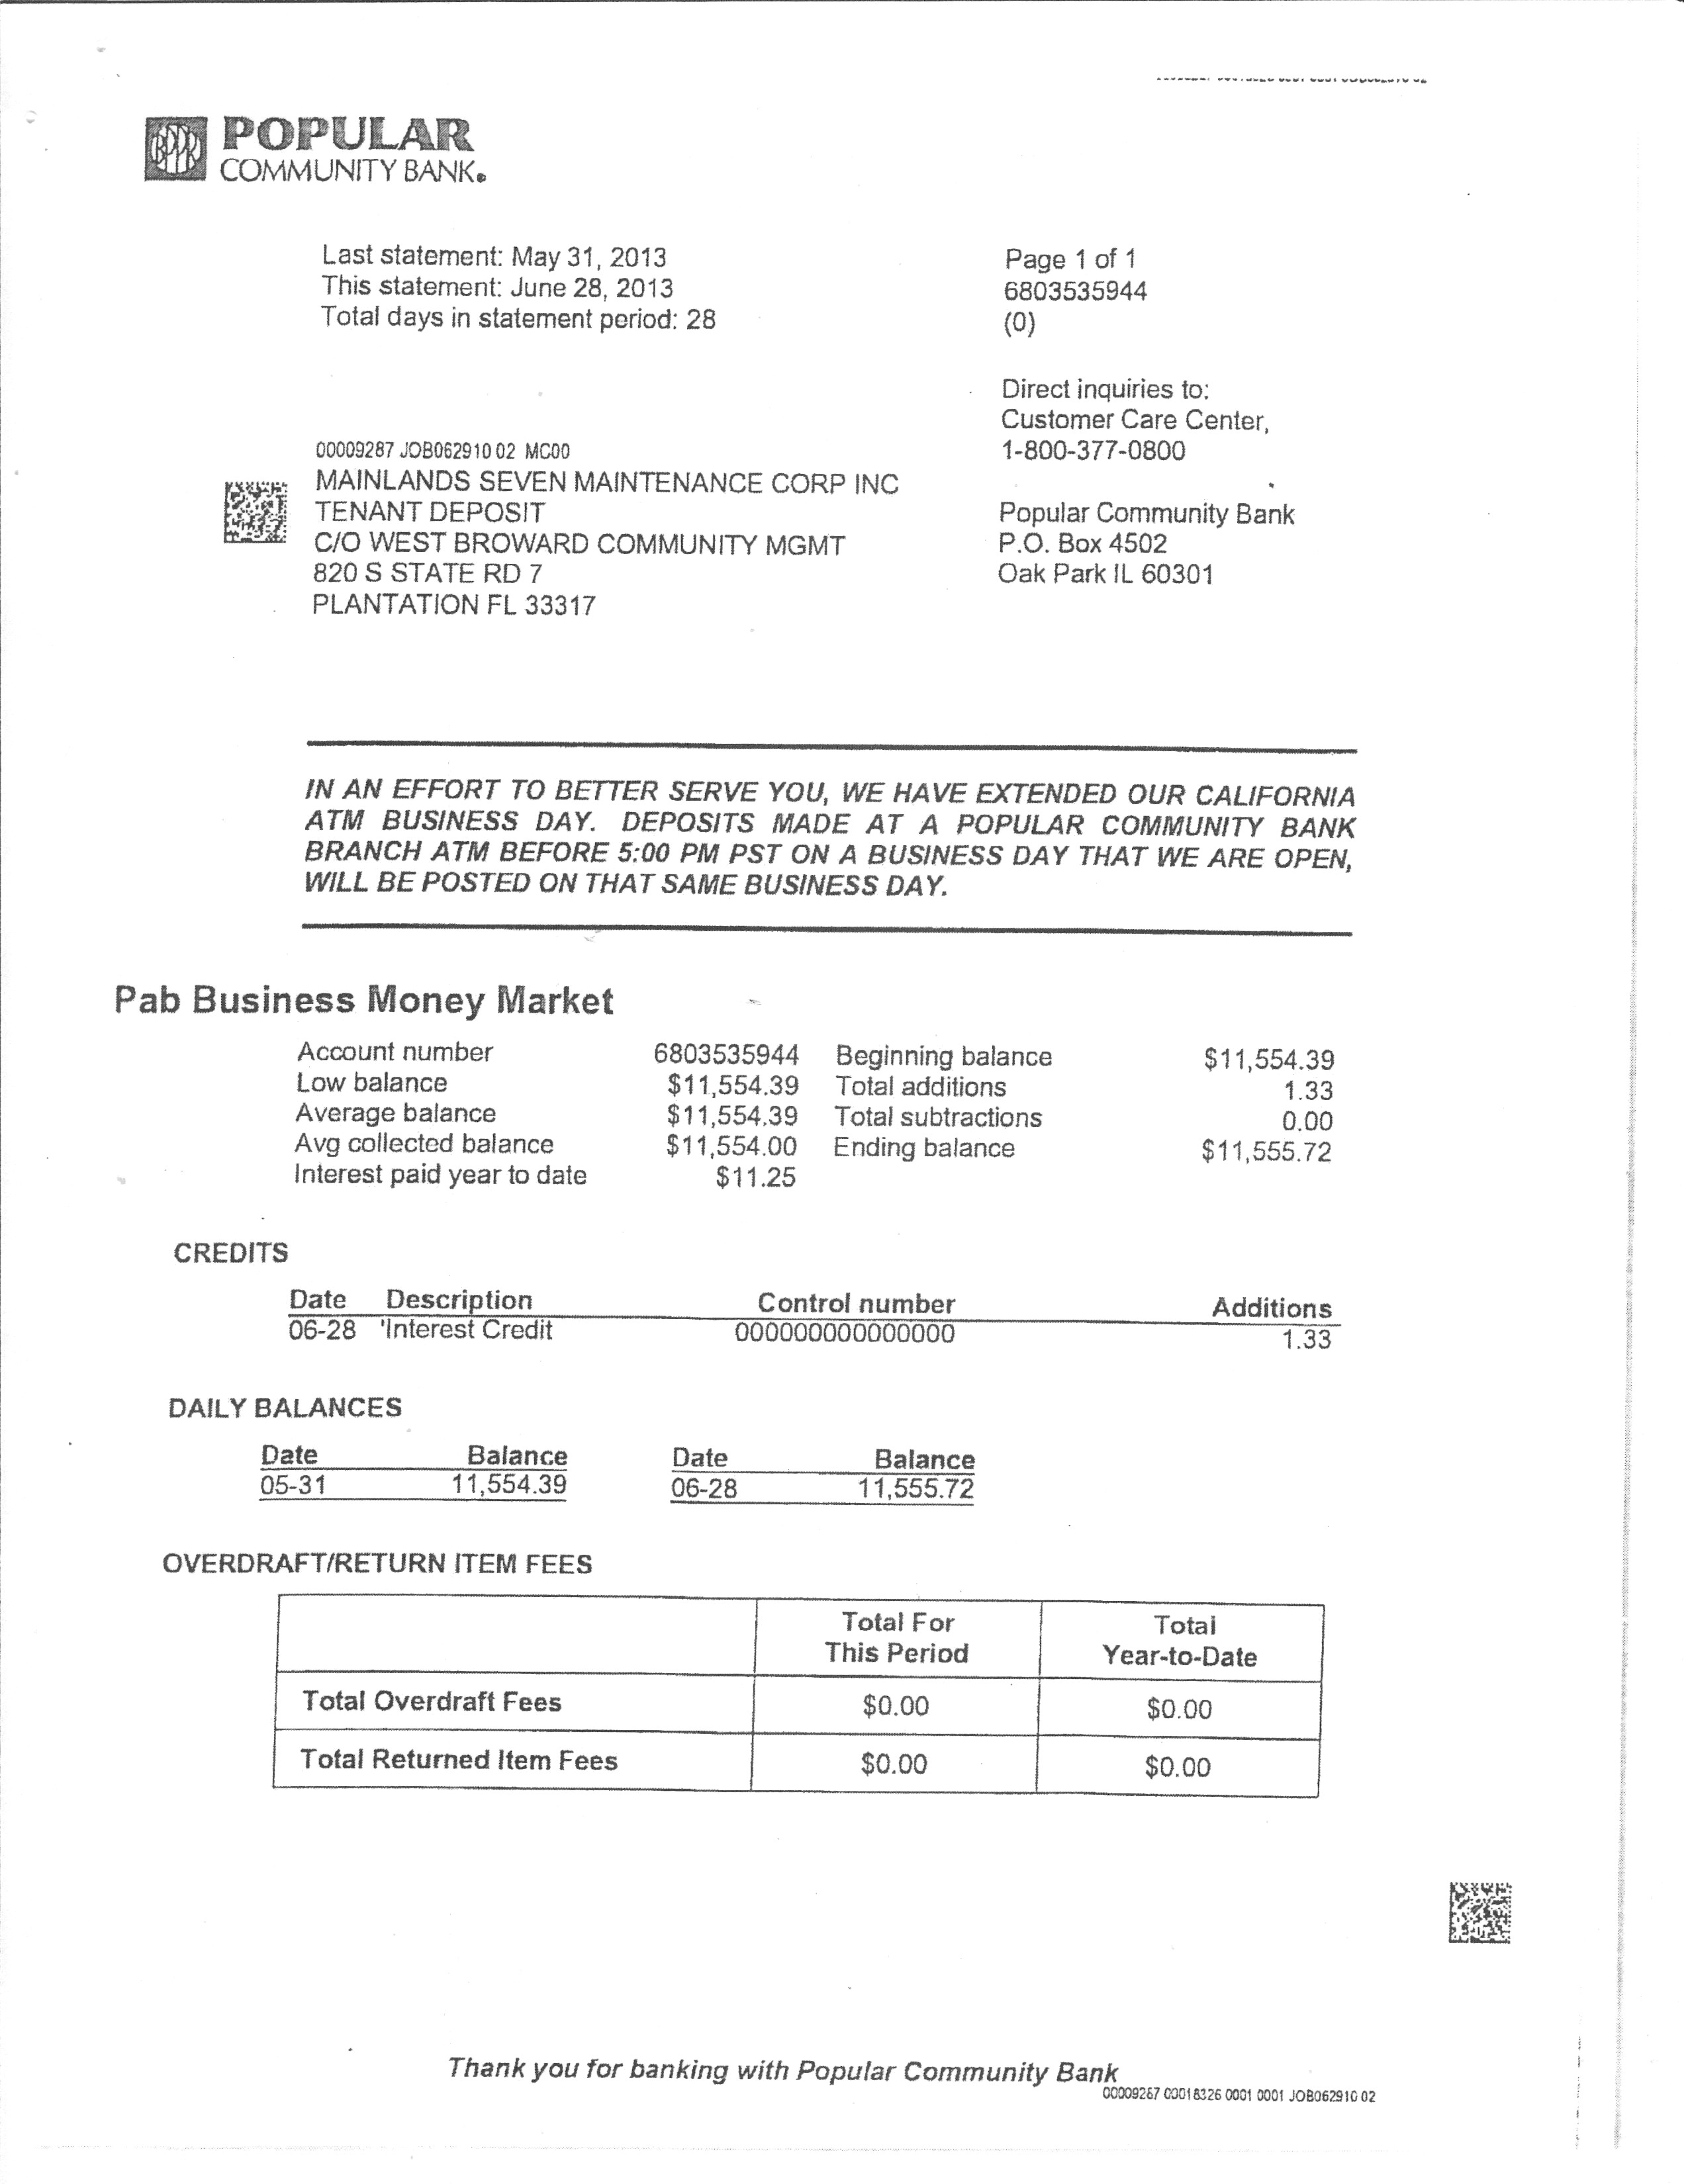 POPULAR
COMMUNITY BANK®
Last statement: May 31, 2013
This statement: June 28, 2013
Total days in statement period: 28
Page 1 of 1
6803535944
(0)
Direct inquiries to:
Customer Care Center,
1-800-377-0800
00009287 JOB062910 02 MC00
MAINLANDS SEVEN MAINTENANCE CORP INC
TENANT DEPOSIT
C/O WEST BROWARD COMMUNITY MGMT
820 S STATE RD 7
PLANTATION FL 33317
Popular Community Bank
P.O. Box 4502
Oak Park IL 60301
IN AN EFFORT TO BETTER SERVE YOU, WE HAVE EXTENDED OUR CALIFORNIA
ATM BUSINESS DAY. DEPOSITS MADE AT A POPULAR COMMUNITY BANK
BRANCH ATM BEFORE 5:00 PM PST ON A BUSINESS DAY THAT WE ARE OPEN,
WILL BE POSTED ON THAT SAME BUSINESS DAY.
Pab Business Money Market
Account number 6803535944 Beginning balance $11,554.39
Low balance $11,554.39 Total additions 1.33
Average balance $11,554.39 Total subtractions 0.00
Avg collected balance $11,554.00 Ending balance $11,555.72
Interest paid year to date $11.25
CREDITS
Date Description Control number Additions
06-28 'Interest Credit 000000000000000 1.33
DAILY BALANCES
Date Balance Date Balance
05-31 11,554.39 06-28 11,555.72
OVERDRAFT/RETURN ITEM FEES
Total For Total
This Period Year-to-Date
Total Overdraft Fees $0.00 $0.00
Total Returned Item Fees $0.00 $0.00
Thank you for banking with Popular Community Bank
00009287 00018326 0001 0001 JOB062910 02